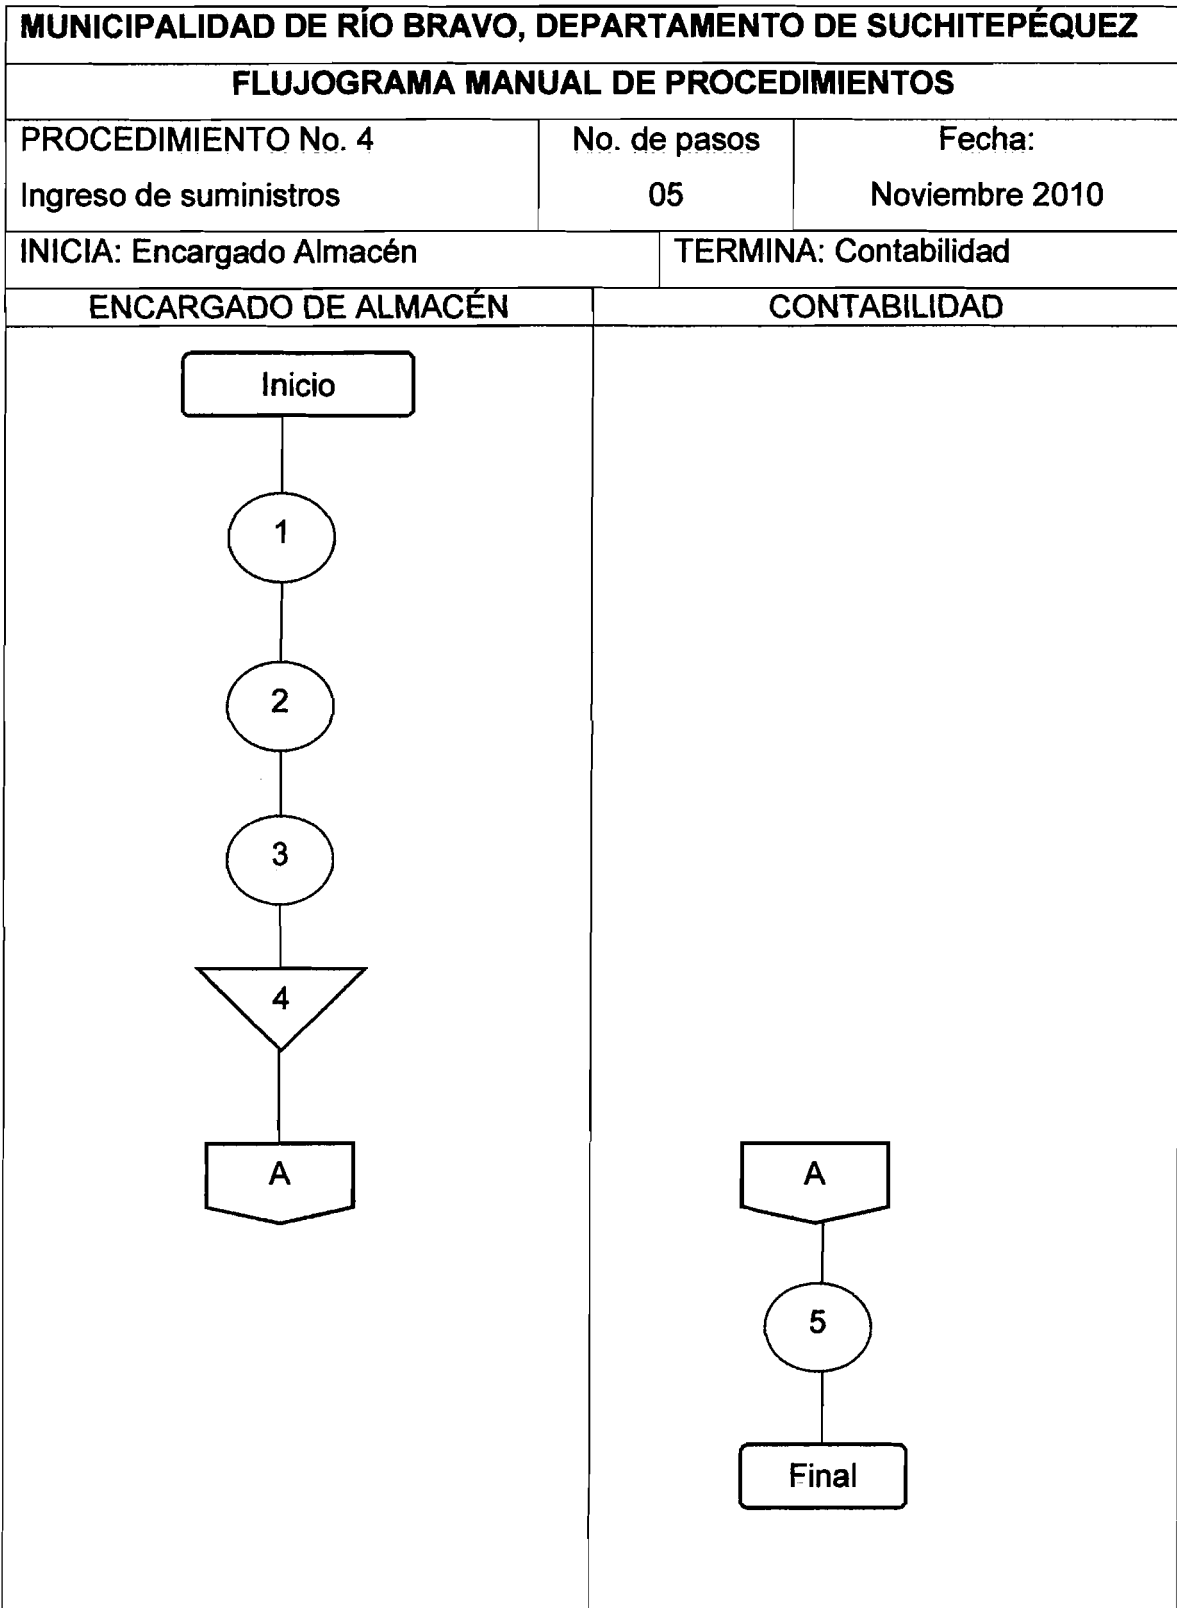 MUNICIPALIDAD DE RÍO BRAVO, DEPARTAMENTO DE SUCHITEPÉQUEZ
FLUJOGRAMA MANUAL DE PROCEDIMIENTOS
PROCEDIMIENTO No. 4
Ingreso de suministros
No. de pasos
05
Fecha:
Noviembre 2010
INICIA: Encargado Almacén
TERMINA: Contabilidad
ENCARGADO DE ALMACÉN
CONTABILIDAD
Inicio
1
2
3
4
A
A
5
Final